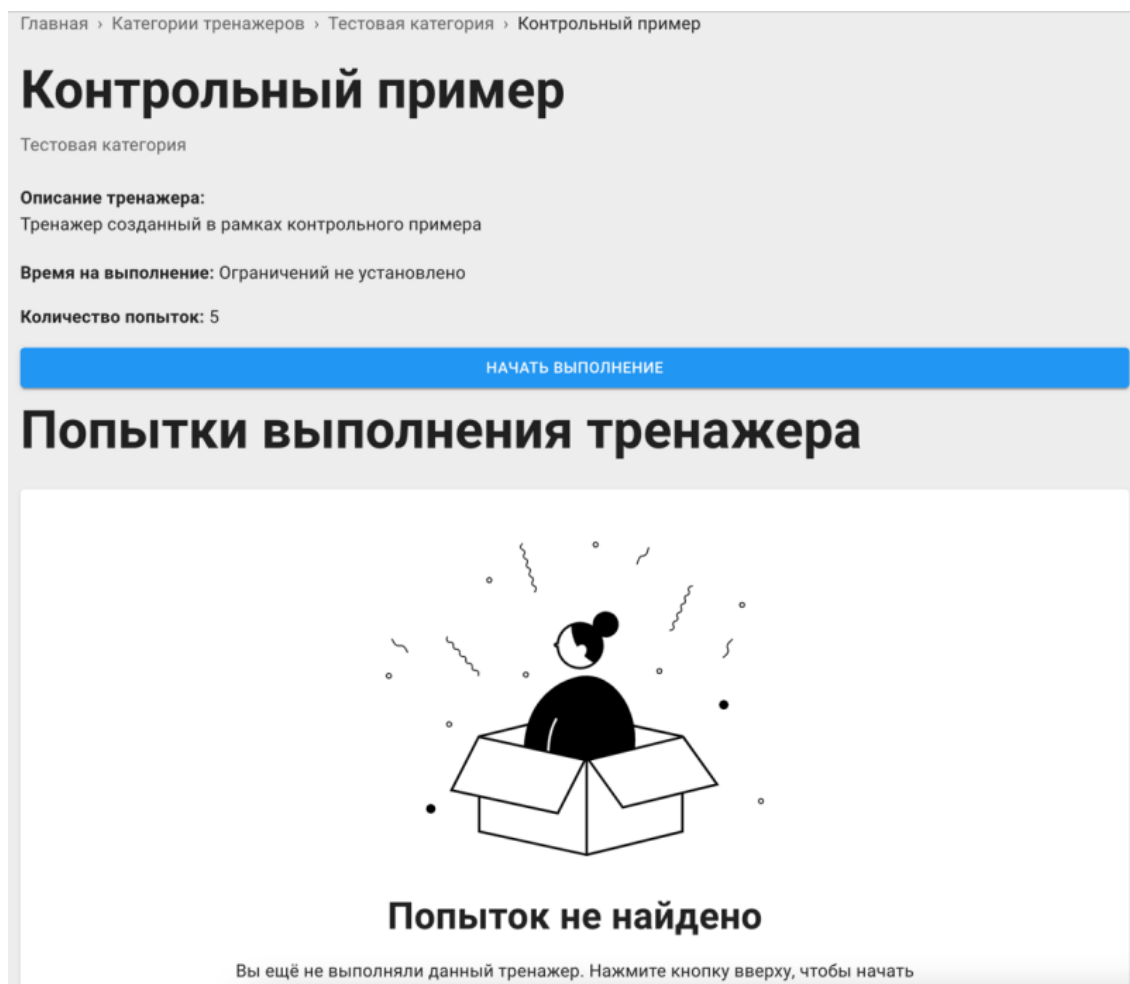 Главная › Категории тренажеров › Тестовая категория › Контрольный пример
Контрольный пример
Тестовая категория
Описание тренажера:
Тренажер созданный в рамках контрольного примера
Время на выполнение: Ограничений не установлено
Количество попыток: 5
НАЧАТЬ ВЫПОЛНЕНИЕ
Попытки выполнения тренажера
Попыток не найдено
Вы ещё не выполняли данный тренажер. Нажмите кнопку вверху, чтобы начать